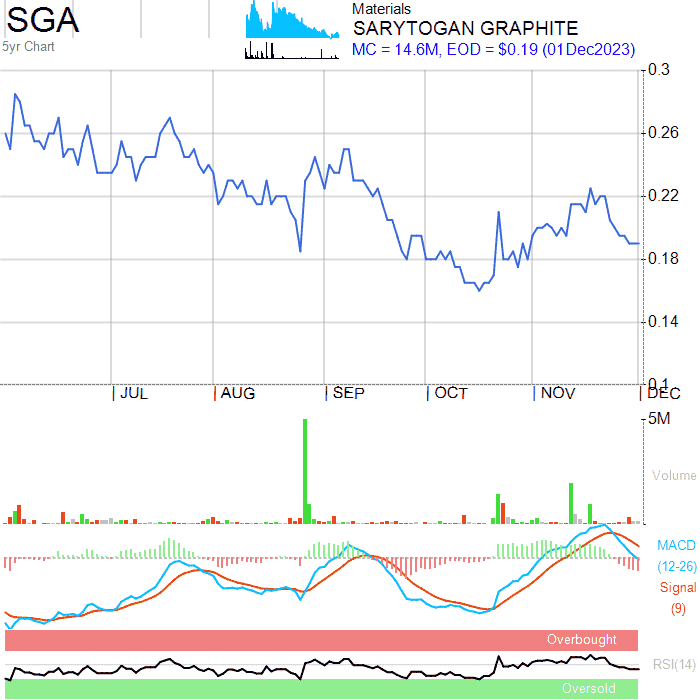 SGA
5yr Chart
Materials
SARYTOGAN GRAPHITE
MC = 14.6M, EOD = $0.19 (01Dec2023)
0.3
0.26
0.22
0.18
0.14
0.1
JUL AUG SEP OCT NOV DEC
5M
Volume
MACD
(12-26)
Signal
(9)
Overbought
RSI(14)
Oversold